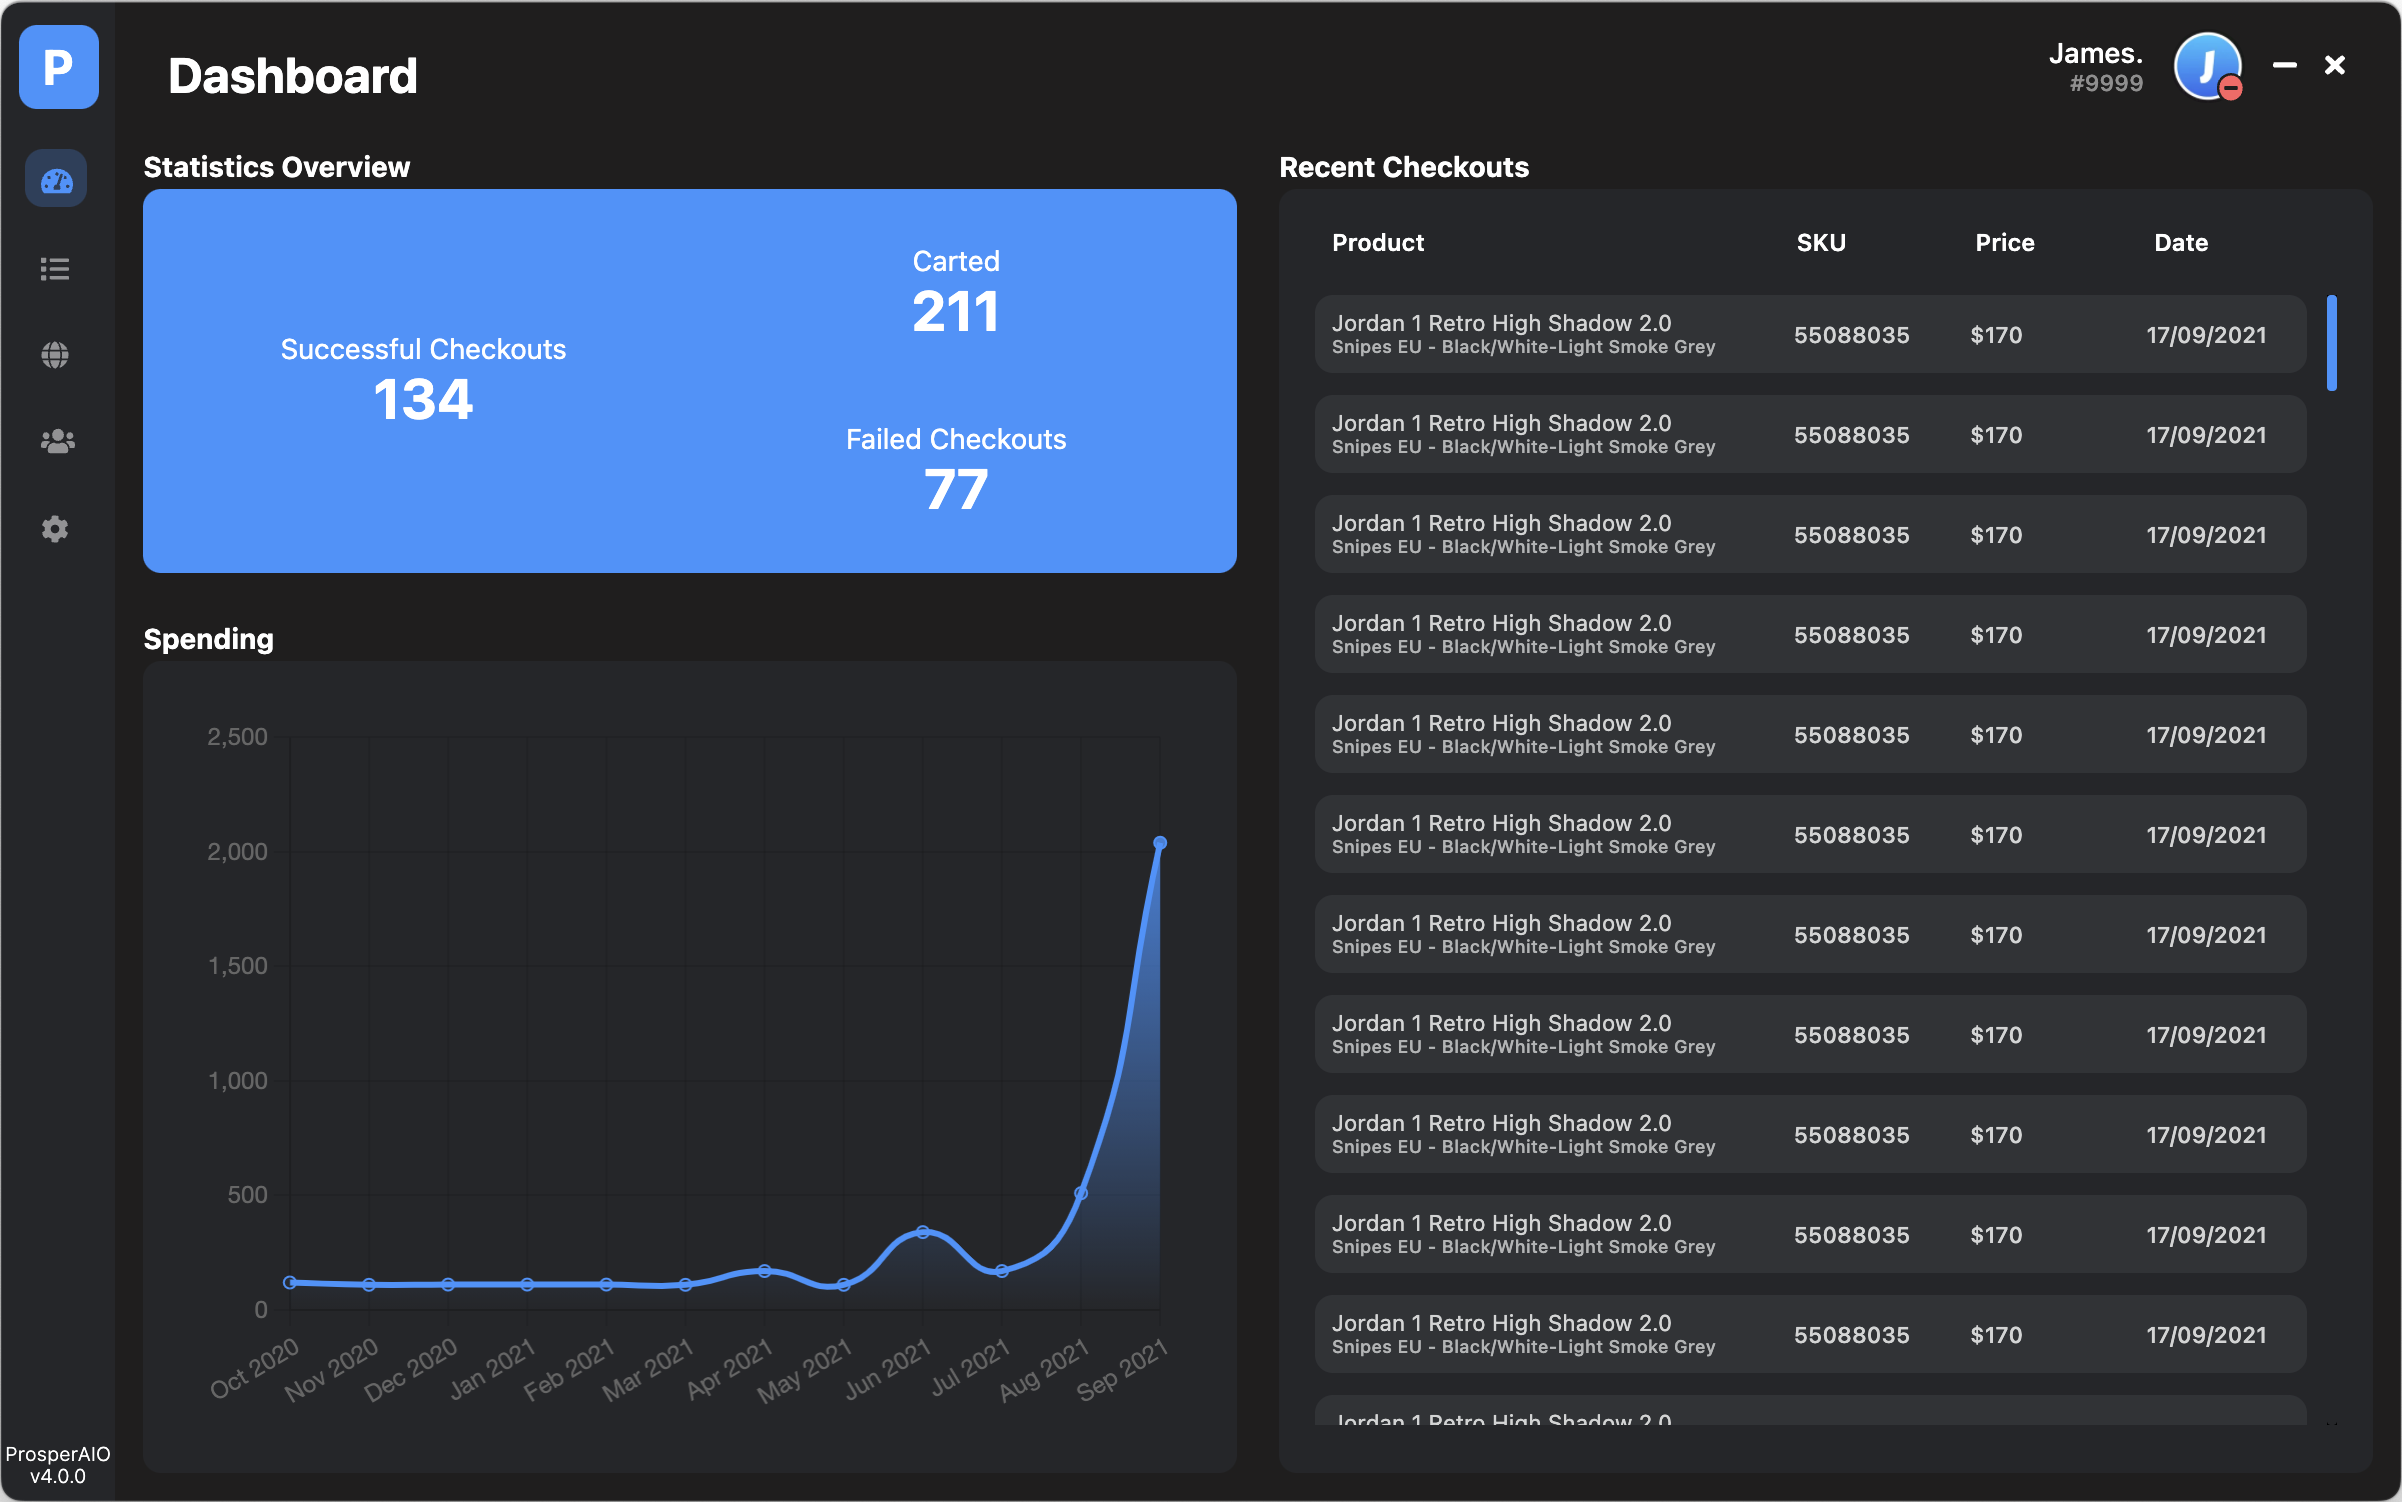 P
Dashboard
James.
#9999
J
Statistics Overview
Successful Checkouts
134
Carted
211
Failed Checkouts
77
Spending
2,500
2,000
1,500
1,000
500
0
Oct 2020
Nov 2020
Dec 2020
Jan 2021
Feb 2021
Mar 2021
Apr 2021
May 2021
Jun 2021
Jul 2021
Aug 2021
Sep 2021
Recent Checkouts
Product SKU Price Date
Jordan 1 Retro High Shadow 2.0
Snipes EU - Black/White-Light Smoke Grey
55088035 $170 17/09/2021
Jordan 1 Retro High Shadow 2.0
Snipes EU - Black/White-Light Smoke Grey
55088035 $170 17/09/2021
Jordan 1 Retro High Shadow 2.0
Snipes EU - Black/White-Light Smoke Grey
55088035 $170 17/09/2021
Jordan 1 Retro High Shadow 2.0
Snipes EU - Black/White-Light Smoke Grey
55088035 $170 17/09/2021
Jordan 1 Retro High Shadow 2.0
Snipes EU - Black/White-Light Smoke Grey
55088035 $170 17/09/2021
Jordan 1 Retro High Shadow 2.0
Snipes EU - Black/White-Light Smoke Grey
55088035 $170 17/09/2021
Jordan 1 Retro High Shadow 2.0
Snipes EU - Black/White-Light Smoke Grey
55088035 $170 17/09/2021
Jordan 1 Retro High Shadow 2.0
Snipes EU - Black/White-Light Smoke Grey
55088035 $170 17/09/2021
Jordan 1 Retro High Shadow 2.0
Snipes EU - Black/White-Light Smoke Grey
55088035 $170 17/09/2021
Jordan 1 Retro High Shadow 2.0
Snipes EU - Black/White-Light Smoke Grey
55088035 $170 17/09/2021
Jordan 1 Retro High Shadow 2.0
Snipes EU - Black/White-Light Smoke Grey
55088035 $170 17/09/2021
Jordan 1 Retro High Shadow 2.0
ProsperAIO
v4.0.0